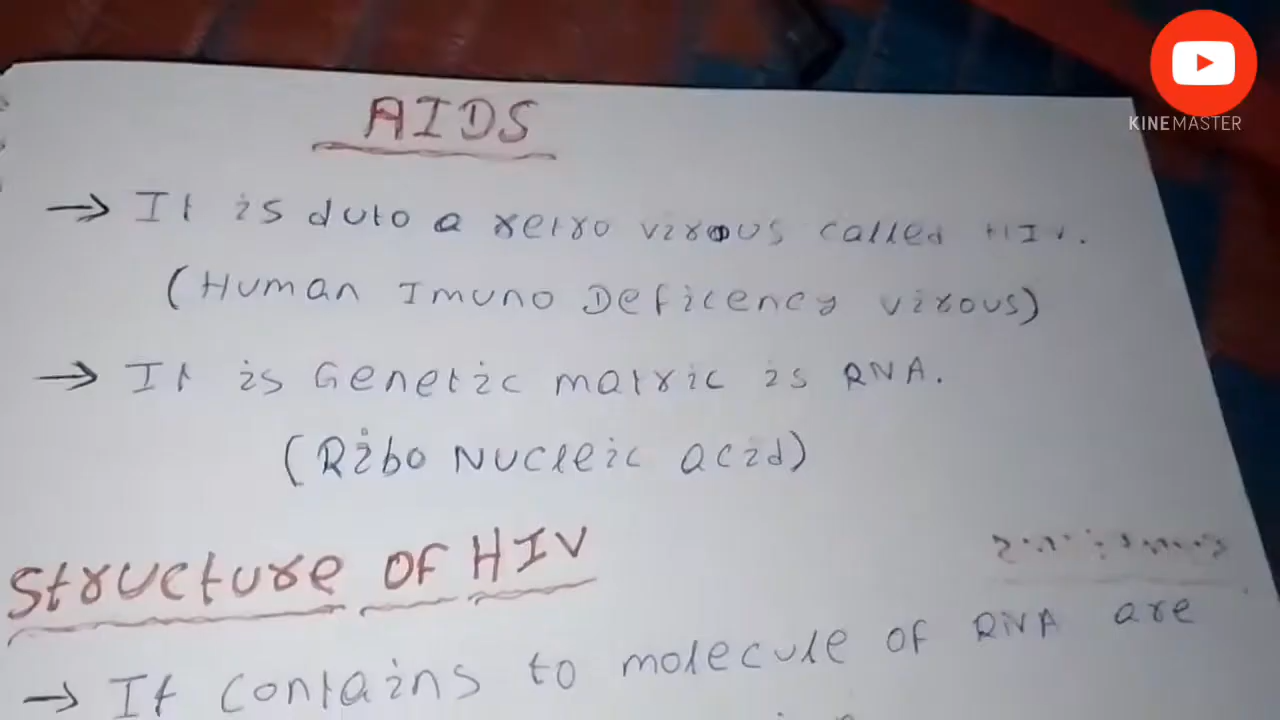 KINEMASTER
AIDS
→ It is duto a retro virous called HIV.
(Human Imuno Deficency virous)
→ It is Genetic matric is RNA.
(Ribo Nucleic acid)
Structure OF HIV
→ It contains to molecule of RNA are